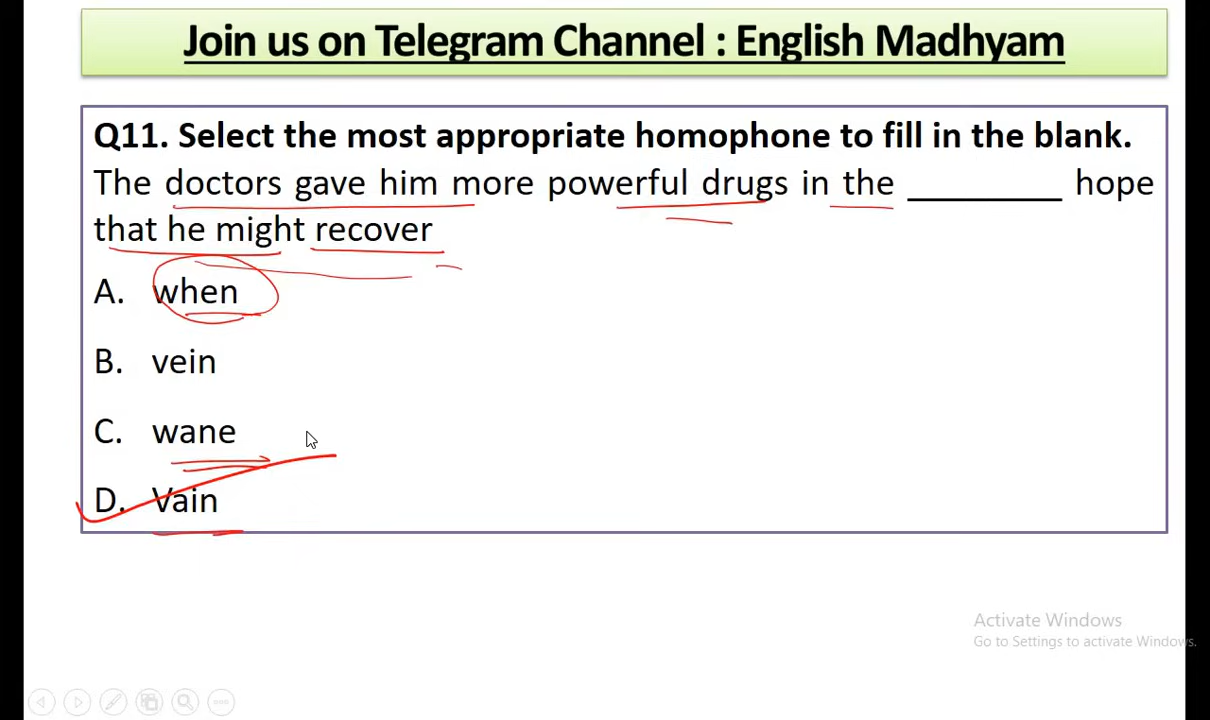 Join us on Telegram Channel : English Madhyam
Q11. Select the most appropriate homophone to fill in the blank.
The doctors gave him more powerful drugs in the _________ hope
that he might recover
A. when
B. vein
C. wane
D. Vain
Activate Windows
Go to Settings to activate Windows.